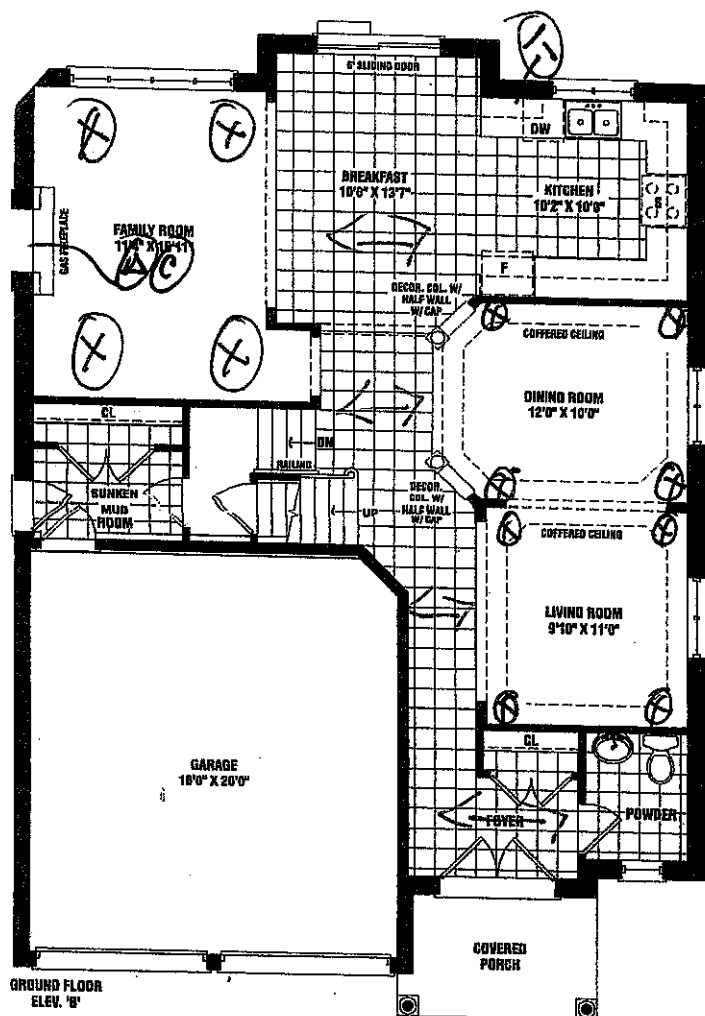 6' SLIDING DOOR
DW
BREAKFAST
10'6" X 13'7"
KITCHEN
10'2" X 10'6"
S
FAMILY ROOM
GAS FIREPLACE
F
DECOR. COL. W/
HALF WALL
W/ CAP
COFFERED CEILING
DINING ROOM
12'0" X 10'0"
CL
DN
RAILING
SUNKEN
MUD
ROOM
UP
DECOR.
COL. W/
HALF WALL
W/ CAP
COFFERED CEILING
LIVING ROOM
9'10" X 11'0"
GARAGE
18'0" X 20'0"
CL
FOYER
POWDER
COVERED
PORCH
GROUND FLOOR
ELEV. 'B'